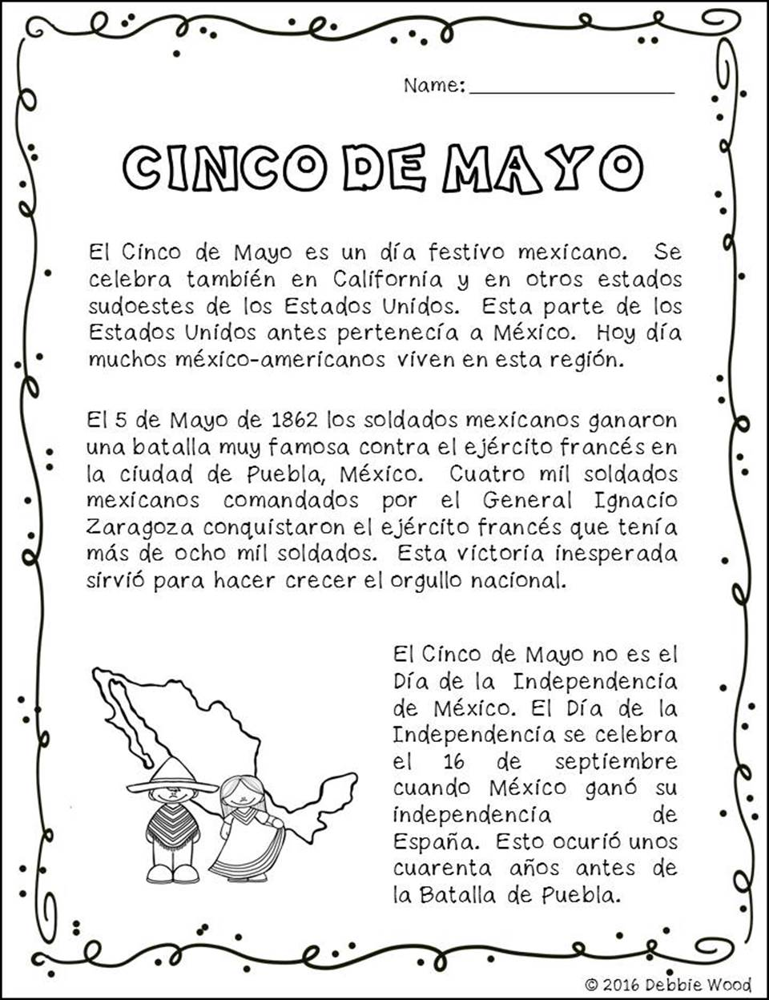 Name:
CINCO DE MAYO
El Cinco de Mayo es un día festivo mexicano. Se
celebra también en California y en otros estados
sudoestes de los Estados Unidos. Esta parte de los
Estados Unidos antes pertenecía a México. Hoy día
muchos méxico-americanos viven en esta región.
El 5 de Mayo de 1862 los soldados mexicanos ganaron
una batalla muy famosa contra el ejército francés en
la ciudad de Puebla, México. Cuatro mil soldados
mexicanos comandados por el General Ignacio
Zaragoza conquistaron el ejército francés que tenía
más de ocho mil soldados. Esta victoria inesperada
sirvió para hacer crecer el orgullo nacional.
El Cinco de Mayo no es el
Día de la Independencia
de México. El Día de la
Independencia se celebra
el 16 de septiembre
cuando México ganó su
independencia de
España. Esto ocurió unos
cuarenta años antes de
la Batalla de Puebla.
© 2016 Debbie Wood